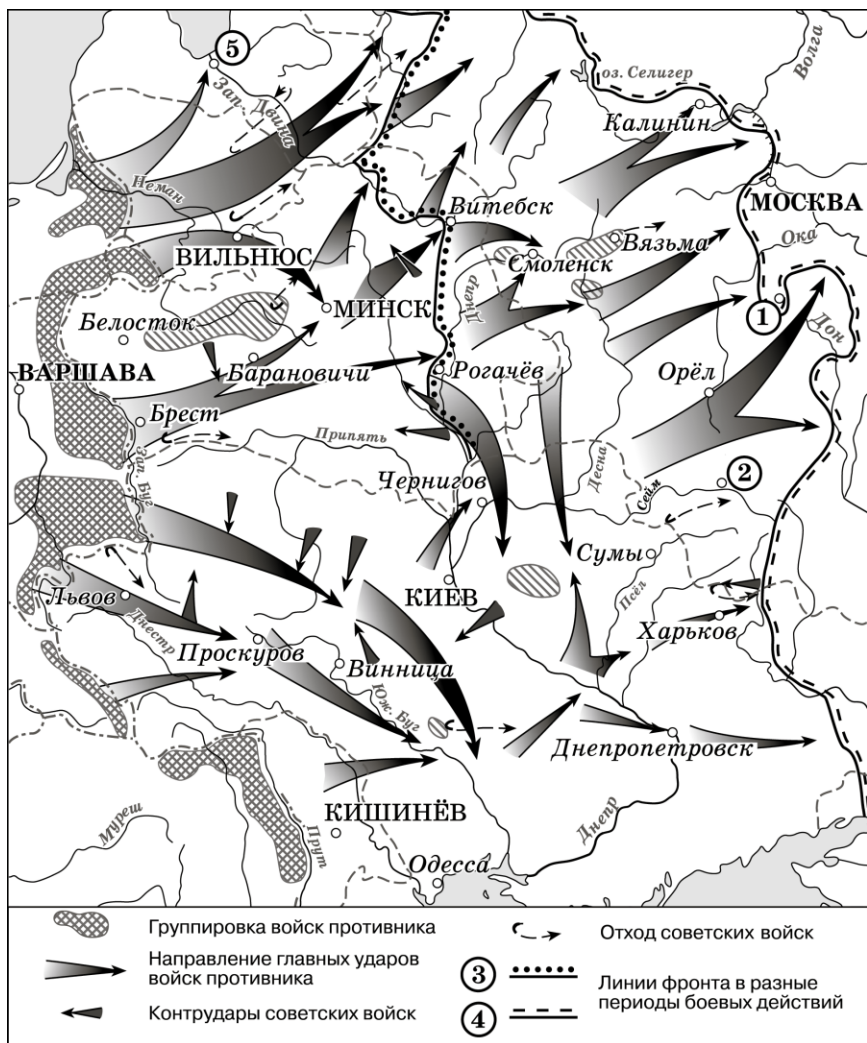 5
Зап. Двина
оз. Селигер
Волга
Калинин
Неман
МОСКВА
Витебск
Ока
ВИЛЬНЮС
Вязьма
Смоленск
Днепр
МИНСК
1
Белосток
Дон
ВАРШАВА
Барановичи
Рогачёв
Орёл
Брест
Припять
Зап. Буг
Десна
Сейм
2
Чернигов
Сумы
Псёл
КИЕВ
Львов
Днестр
Харьков
Проскуров
Винница
Юж. Буг
Днепропетровск
КИШИНЁВ
Муреш
Прут
Днепр
Одесса
Группировка войск противника
Направление главных ударов
войск противника
Контрудары советских войск
Отход советских войск
3
4
Линии фронта в разные
периоды боевых действий